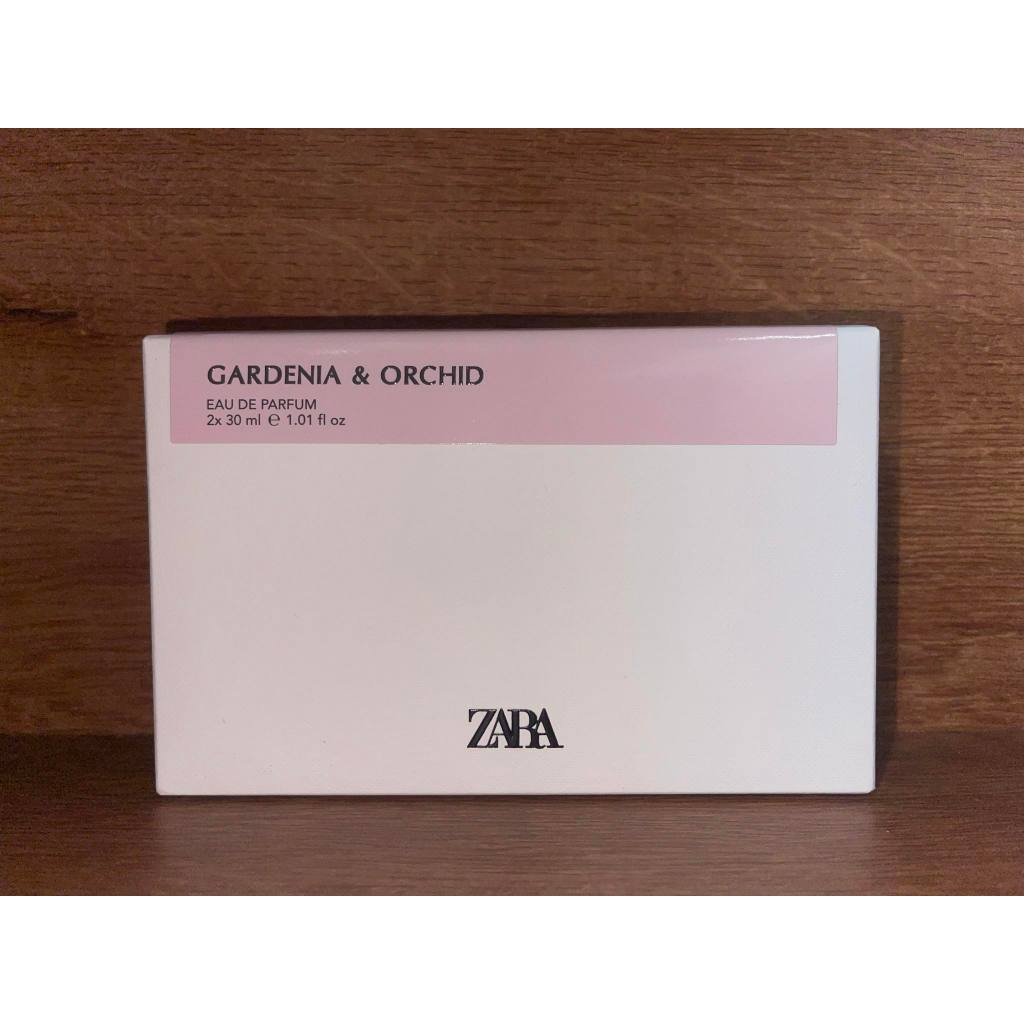 GARDENIA & ORCHID
EAU DE PARFUM
2x 30 ml ℮ 1.01 fl oz
ZARA